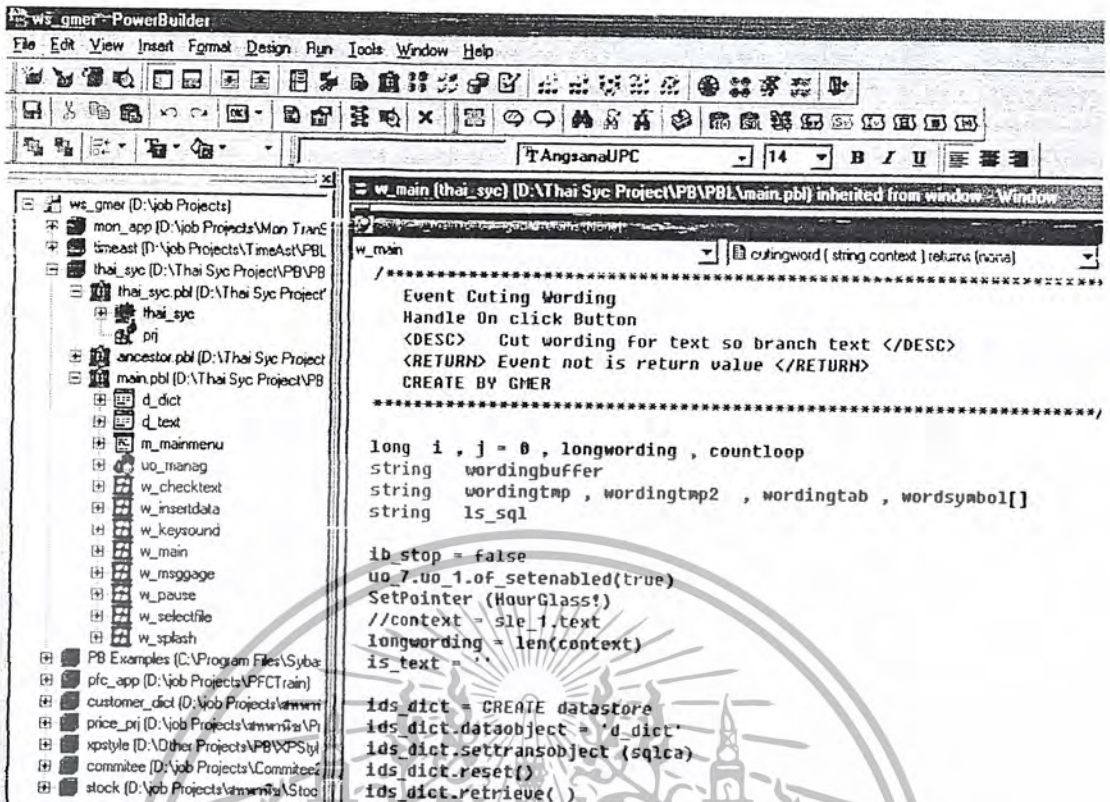 ws_gmer - PowerBuilder
File Edit View Insert Format Design Run Tools Window Help
AngsanaUPC 14 B I U
ws_gmer (D:\job Projects)
mon_app (D:\job Projects\Mon TranS
timeast (D:\job Projects\TimeAst\PBL
thai_syc (D:\Thai Syc Project\PB\PB
thai_syc.pbl (D:\Thai Syc Project\
thai_syc
prj
ancestor.pbl (D:\Thai Syc Project
main.pbl (D:\Thai Syc Project\PB
d_dict
d_text
m_mainmenu
uo_manag
w_checktext
w_insertdata
w_keysound
w_main
w_msggage
w_pause
w_selectfile
w_splash
PB Examples (C:\Program Files\Syba
pfc_app (D:\job Projects\PFCTrain)
customer_dict (D:\job Projects\
price_prj (D:\job Projects\
xpstyle (D:\Other Projects\PB\XPStyl
commitee (D:\job Projects\Commitee
stock (D:\job Projects\
w_main (thai_syc) (D:\Thai Syc Project\PB\PBL\main.pbl) inherited from window - Window
w_main
cutingword ( string context ) returns (none)
/**********************************************************************
Event Cuting Wording
Handle On click Button
<DESC> Cut wording for text so branch text </DESC>
<RETURN> Event not is return value </RETURN>
CREATE BY GMER
**********************************************************************/
long i , j = 0 , longwording , countloop
string wordingbuffer
string wordingtmp , wordingtmp2 , wordingtab , wordsymbol[]
string ls_sql
ib_stop = false
uo_7.uo_1.of_setenabled(true)
SetPointer (HourGlass!)
//context = sle_1.text
longwording = len(context)
is_text = ''
ids_dict = CREATE datastore
ids_dict.dataobject = 'd_dict'
ids_dict.settransobject (sqlca)
ids_dict.reset()
ids_dict.retrieve( )